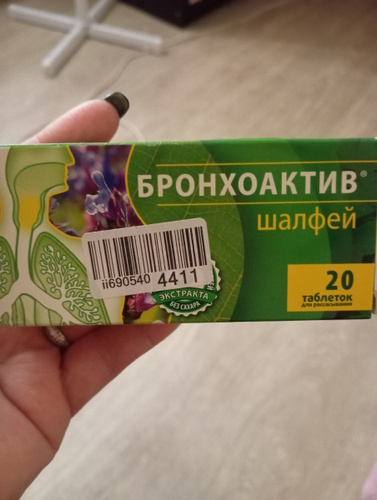 БРОНХОАКТИВ®
шалфей
ii690540 4411
ЭКСТРАКТА
БЕЗ САХАРА
20
таблеток
для рассасывания